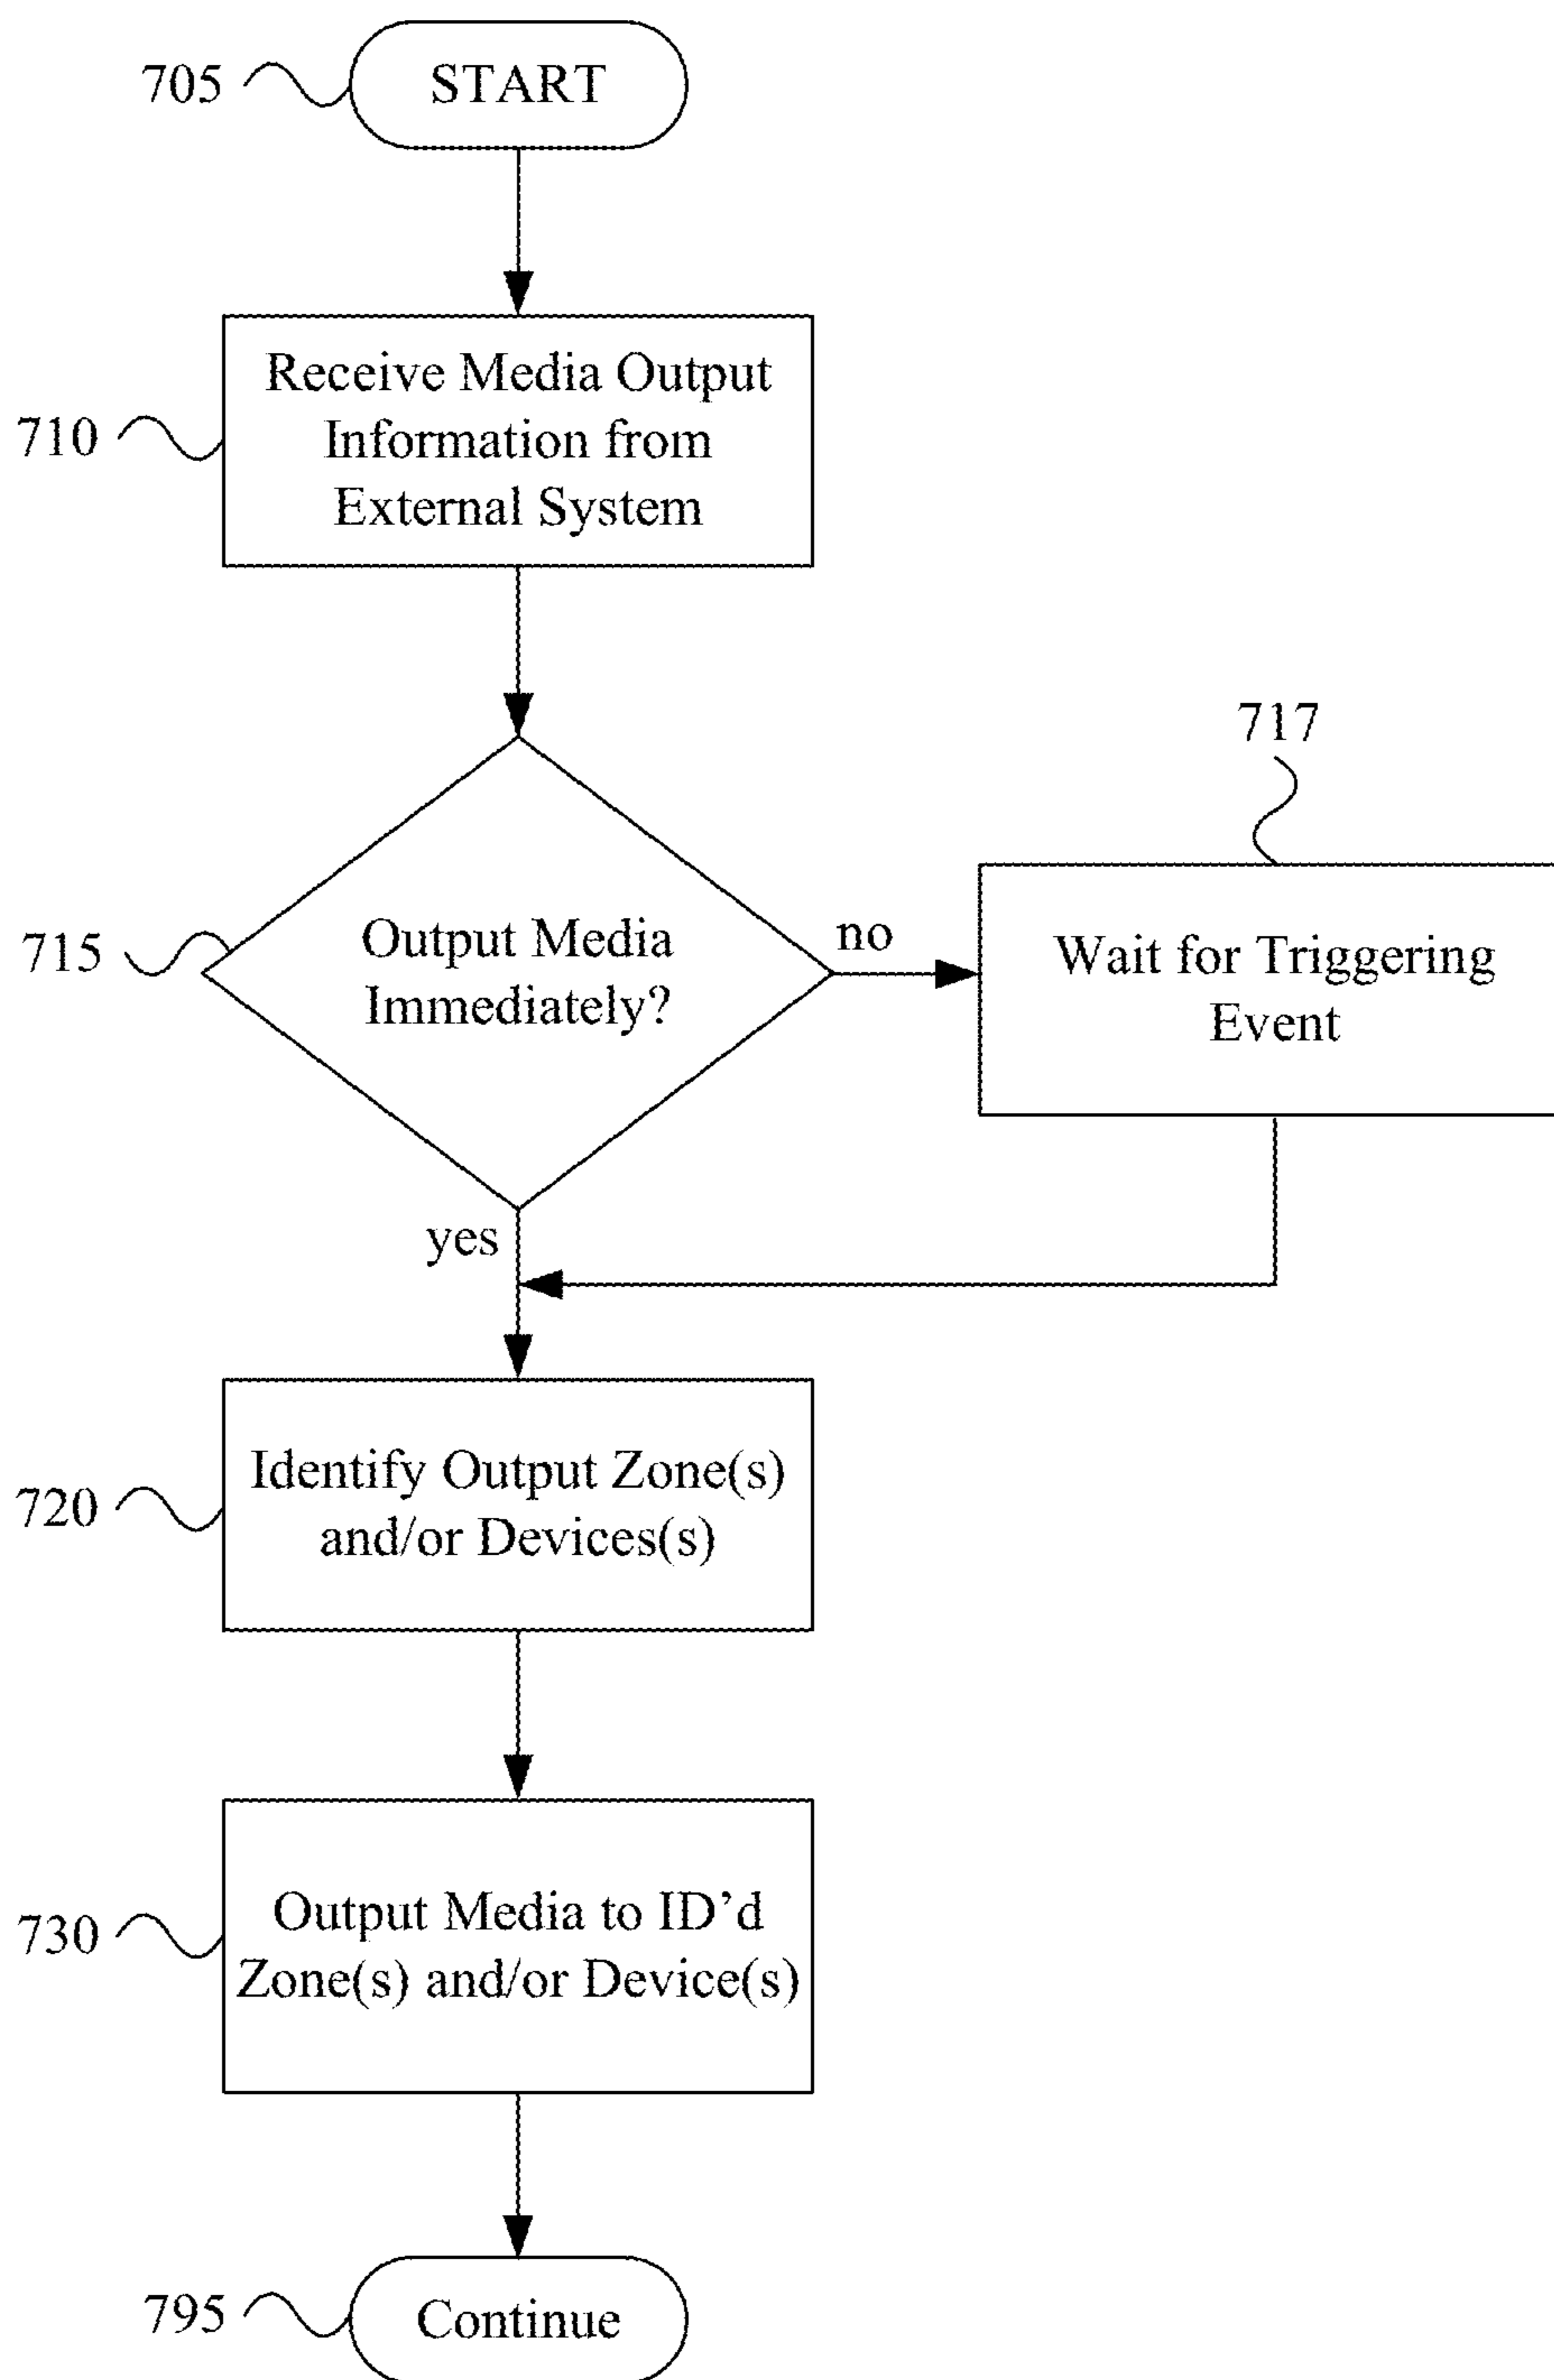 705
START
710
Receive Media Output
Information from
External System
717
715
Output Media
Immediately?
no
Wait for Triggering
Event
yes
720
Identify Output Zone(s)
and/or Devices(s)
730
Output Media to ID’d
Zone(s) and/or Device(s)
795
Continue